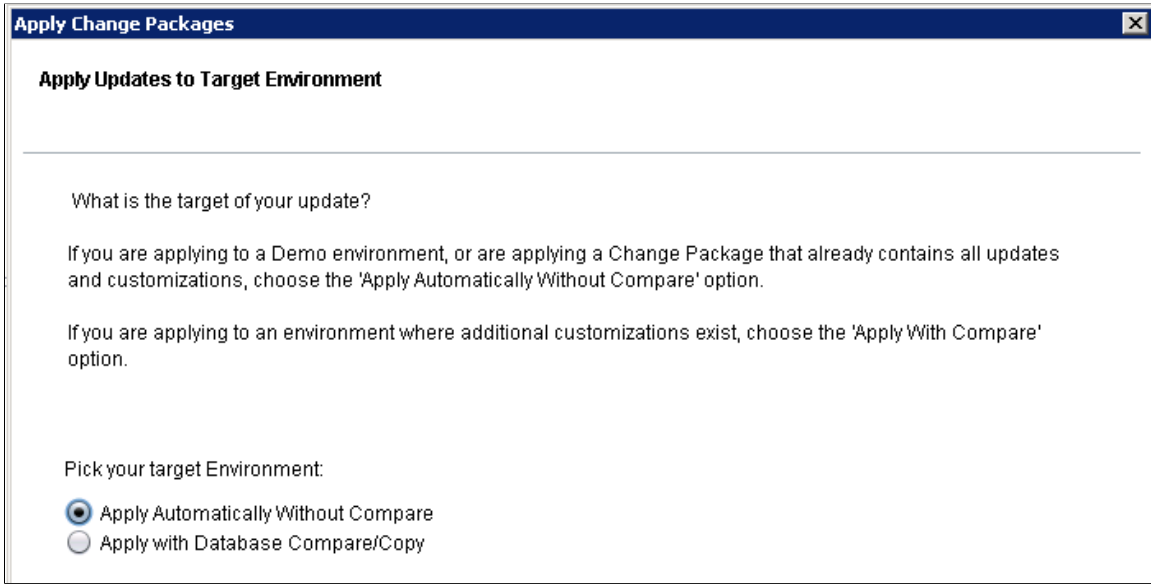 Apply Change Packages
Apply Updates to Target Environment
What is the target of your update?
If you are applying to a Demo environment, or are applying a Change Package that already contains all updates
and customizations, choose the 'Apply Automatically Without Compare' option.
If you are applying to an environment where additional customizations exist, choose the 'Apply With Compare'
option.
Pick your target Environment:
Apply Automatically Without Compare
Apply with Database Compare/Copy